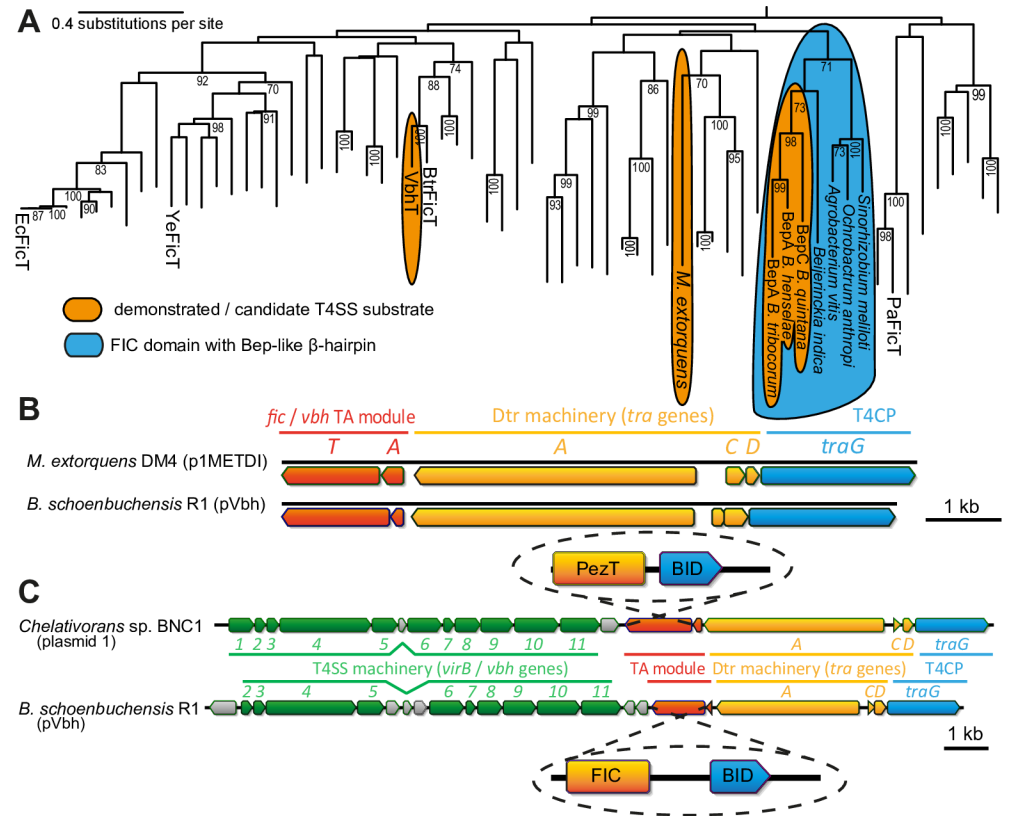 A
0.4 substitutions per site
92
70
91
98
83
100
87
100
90
EcFicT
YeFicT
100
100
74
88
100
100
VbhT
BtrFicT
100
99
99
93
86
100
100
70
100
95
100
M. extorquens
71
73
98
99
73
100
BepA B. tribocorum
BepA B. henselae
BepC B. quintana
Beijerinckia indica
Agrobacterium vitis
Ochrobactrum anthropi
Sinorhizobium meliloti
100
98
PaFicT
99
100
100
demonstrated / candidate T4SS substrate
FIC domain with Bep-like β-hairpin
B
fic / vbh TA module
Dtr machinery (tra genes)
T4CP
T A A C D traG
M. extorquens DM4 (p1METDI)
B. schoenbuchensis R1 (pVbh)
1 kb
PezT BID
C
Chelativorans sp. BNC1
(plasmid 1)
1 2 3 4 5 6 7 8 9 10 11 A C D traG
T4SS machinery (virB / vbh genes) TA module Dtr machinery (tra genes) T4CP
2 3 4 5 6 7 8 9 10 11 A CD traG
B. schoenbuchensis R1
(pVbh)
1 kb
FIC BID